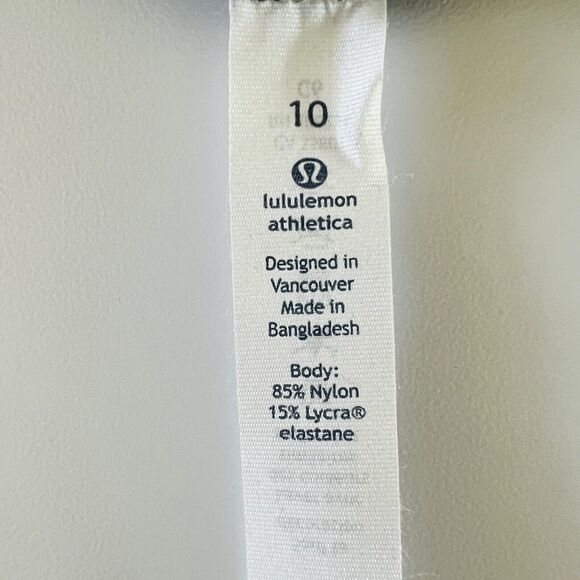 10
lululemon
athletica
Designed in
Vancouver
Made in
Bangladesh
Body:
85% Nylon
15% Lycra®
elastane